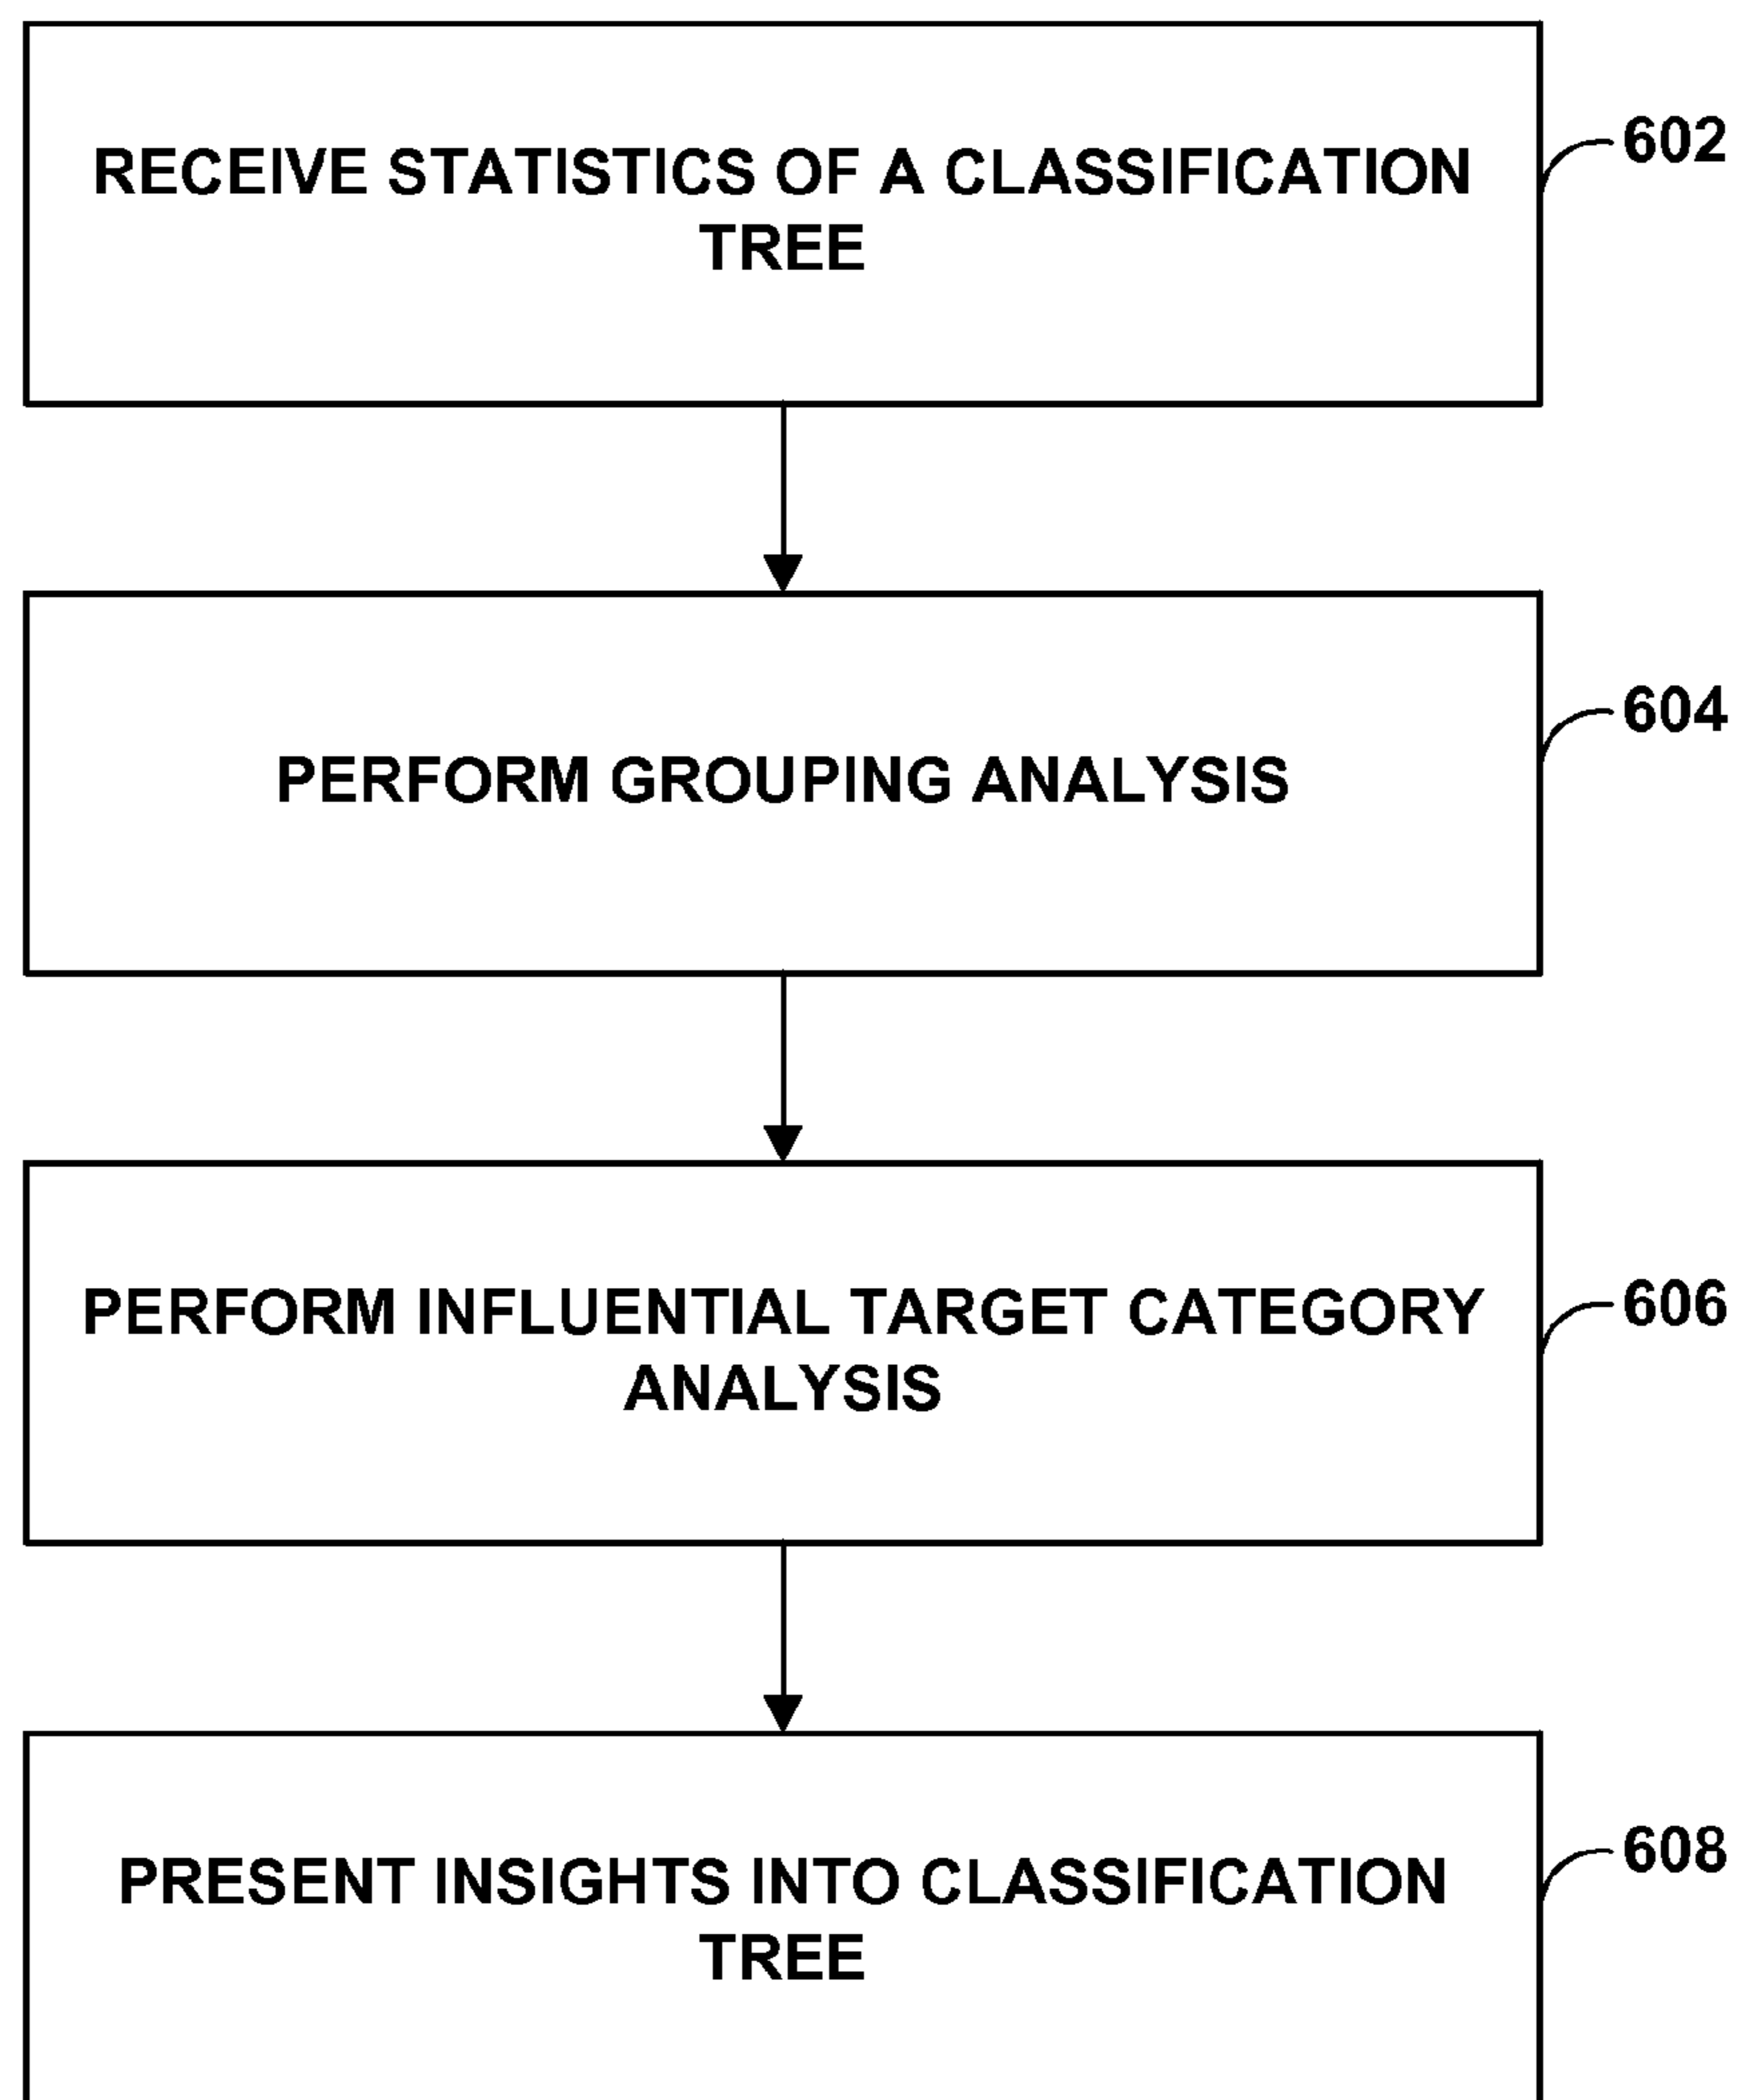 RECEIVE STATISTICS OF A CLASSIFICATION
TREE
602
PERFORM GROUPING ANALYSIS
604
PERFORM INFLUENTIAL TARGET CATEGORY
ANALYSIS
606
PRESENT INSIGHTS INTO CLASSIFICATION
TREE
608